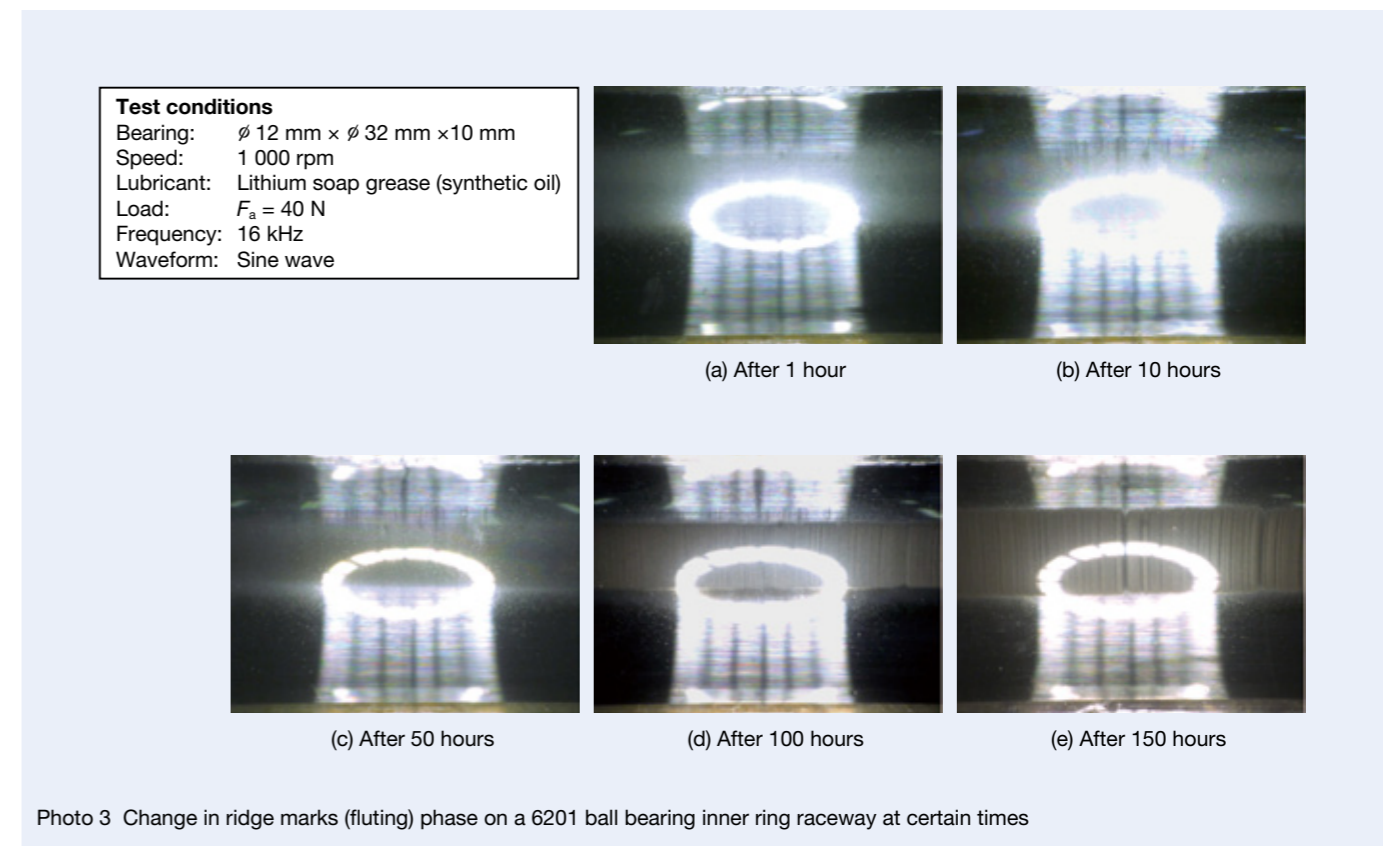 Test conditions
Bearing: ⌀ 12 mm × ⌀ 32 mm ×10 mm
Speed: 1 000 rpm
Lubricant: Lithium soap grease (synthetic oil)
Load: Fa = 40 N
Frequency: 16 kHz
Waveform: Sine wave
(a) After 1 hour
(b) After 10 hours
(c) After 50 hours
(d) After 100 hours
(e) After 150 hours
Photo 3 Change in ridge marks (fluting) phase on a 6201 ball bearing inner ring raceway at certain times